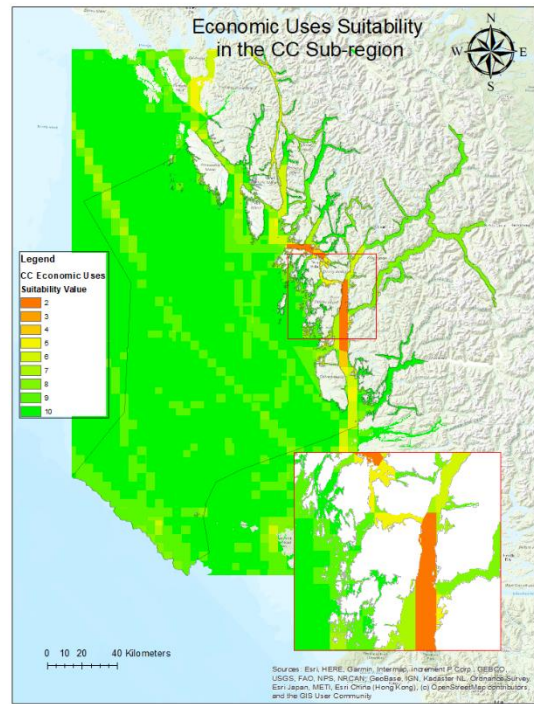 Economic Uses Suitability
in the CC Sub-region
N
W E
S
Legend
CC Economic Uses
Suitability Value
2
3
4
5
6
7
8
9
10
0 10 20 40 Kilometers
Sources: Esri, HERE, Garmin, Intermap, increment P Corp., GEBCO,
USGS, FAO, NPS, NRCAN, GeoBase, IGN, Kadaster NL, Ordnance Survey,
Esri Japan, METI, Esri China (Hong Kong), (c) OpenStreetMap contributors,
and the GIS User Community